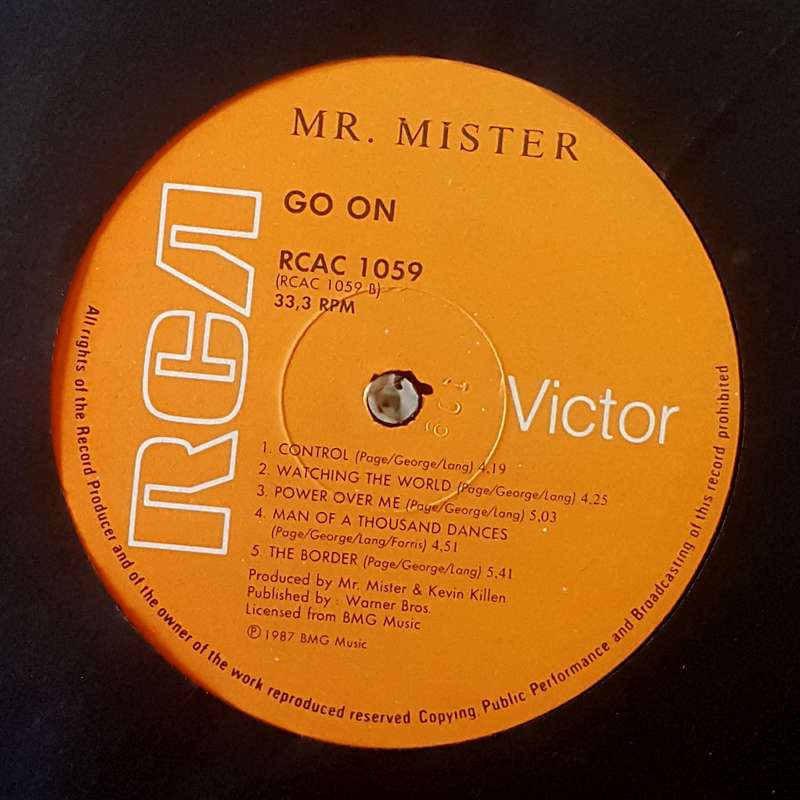 MR. MISTER
GO ON
RCAC 1059
(RCAC 1059 B)
33,3 RPM
RCA
Victor
1. CONTROL (Page/George/Lang) 4.19
2. WATCHING THE WORLD (Page/George/Lang) 4.25
3. POWER OVER ME (Page/George/Lang) 5,03
4. MAN OF A THOUSAND DANCES
(Page/George/Lang/Farris) 4,51
5. THE BORDER (Page/George/Lang) 5,41
Produced by Mr. Mister & Kevin Killen
Published by : Warner Bros.
Licensed from BMG Music
℗ 1987 BMG Music
All rights of the Record Producer and of the owner of the work reproduced reserved Copying, Public Performance and Broadcasting of this record prohibited